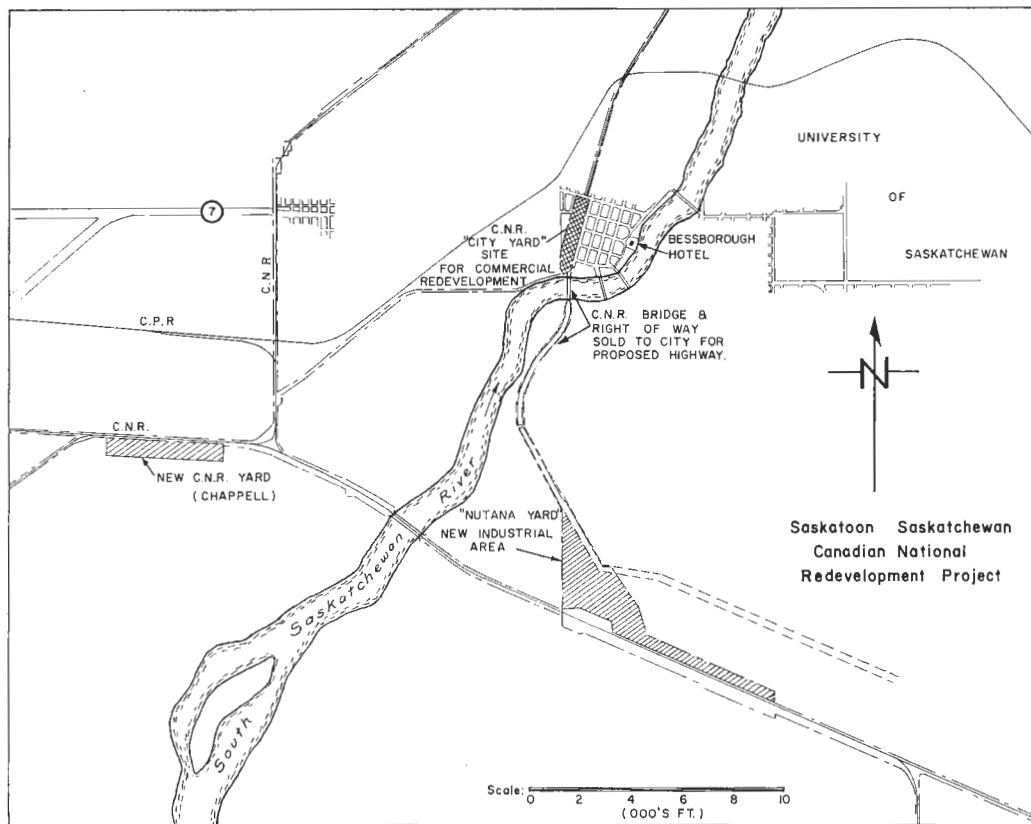 UNIVERSITY
OF
SASKATCHEWAN
7
C.N.R.
"CITY YARD"
SITE
FOR COMMERCIAL
REDEVELOPMENT
BESSBOROUGH
HOTEL
C.N.R
C.P.R
C.N.R. BRIDGE &
RIGHT OF WAY
SOLD TO CITY FOR
PROPOSED HIGHWAY.
N
C.N.R.
NEW C.N.R. YARD
(CHAPPELL)
"NUTANA YARD"
NEW INDUSTRIAL
AREA
South Saskatchewan River
Saskatoon Saskatchewan
Canadian National
Redevelopment Project
Scale: 0 2 4 6 8 10
(000'S FT.)